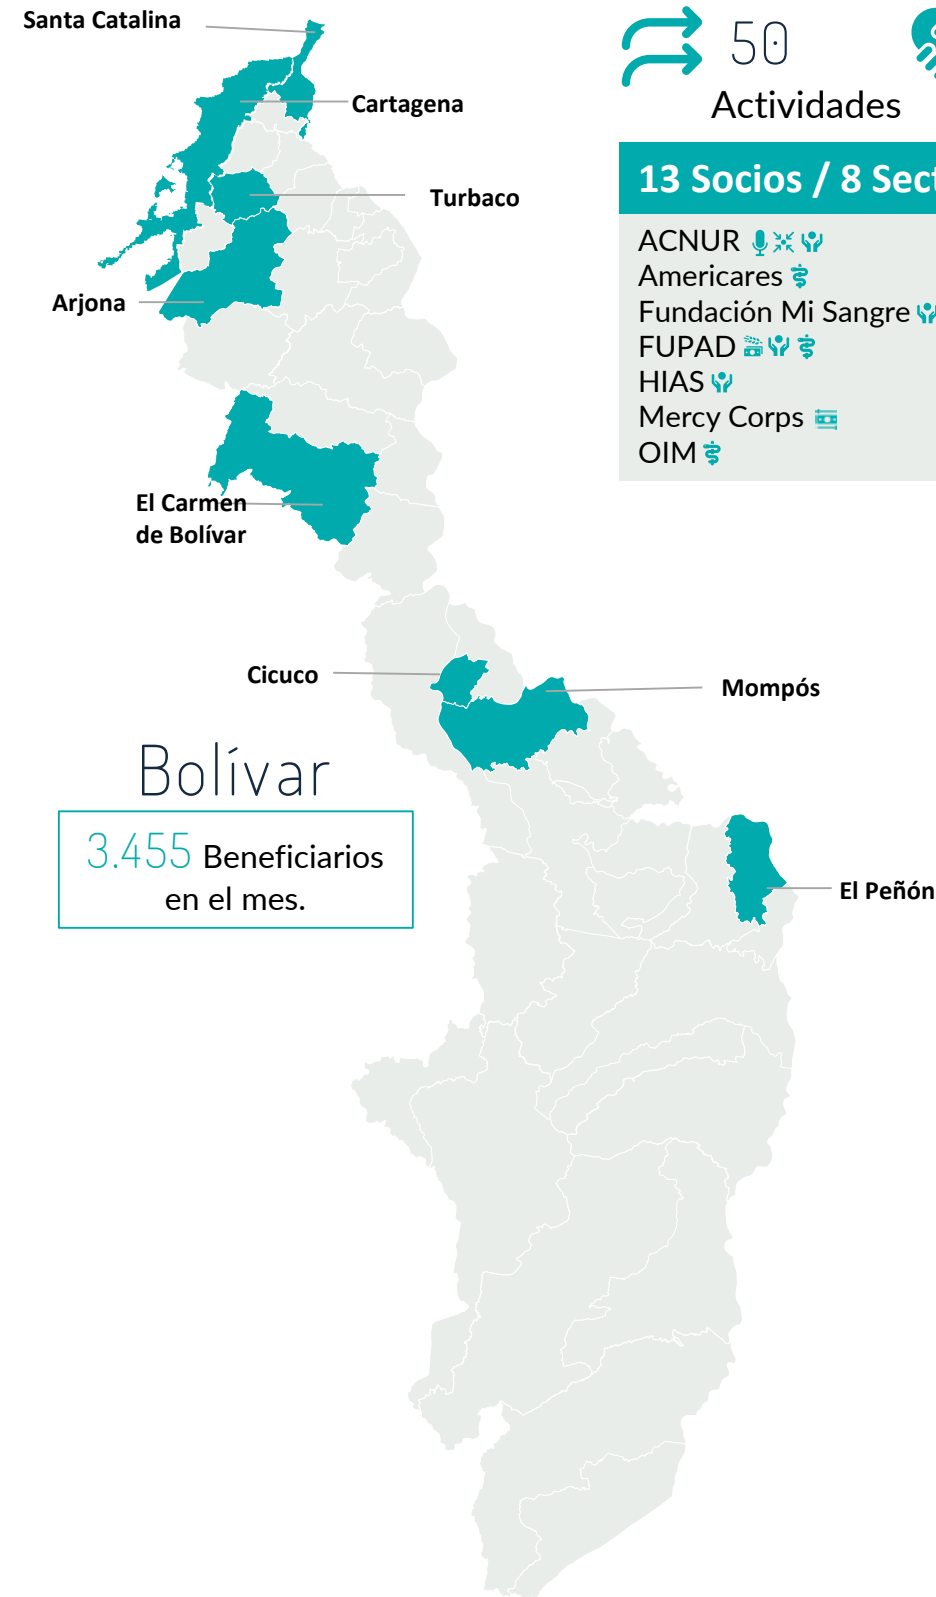 Santa Catalina
50
Actividades
Cartagena
13 Socios / 8 Sect
Turbaco
ACNUR
Americares
Arjona
Fundación Mi Sangre
FUPAD
HIAS
Mercy Corps
OIM
El Carmen
de Bolívar
Cicuco
Mompós
Bolívar
3.455 Beneficiarios
en el mes.
El Peñón